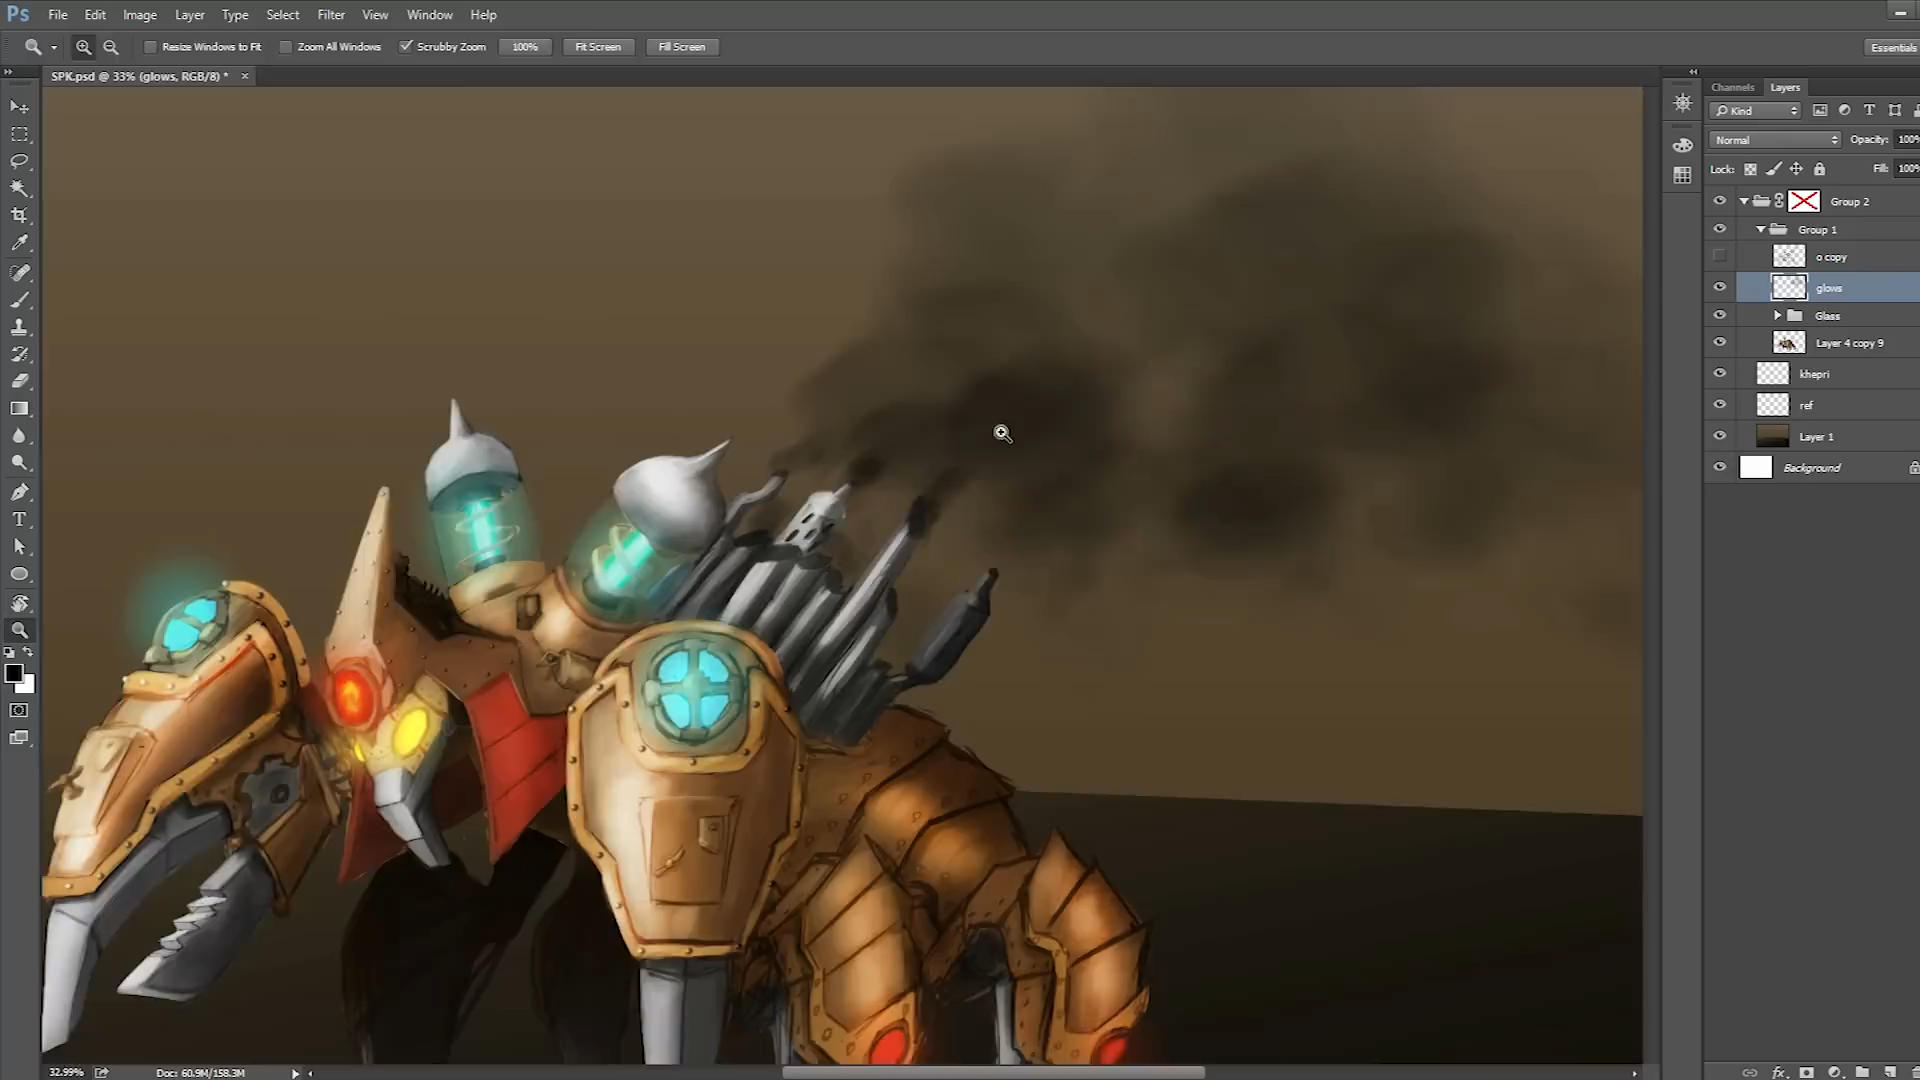 Ps File Edit Image Layer Type Select Filter View Window Help
Resize Windows to Fit Zoom All Windows Scrubby Zoom 100% Fit Screen Fill Screen Essentials
SPK.psd @ 33% (glows, RGB/8) * ×
Channels Layers
Kind
Normal Opacity: 100%
Lock: Fill: 100%
Group 2
Group 1
o copy
glows
Glass
Layer 4 copy 9
khepri
ref
Layer 1
Background
32.99% Doc: 60.9M/158.3M